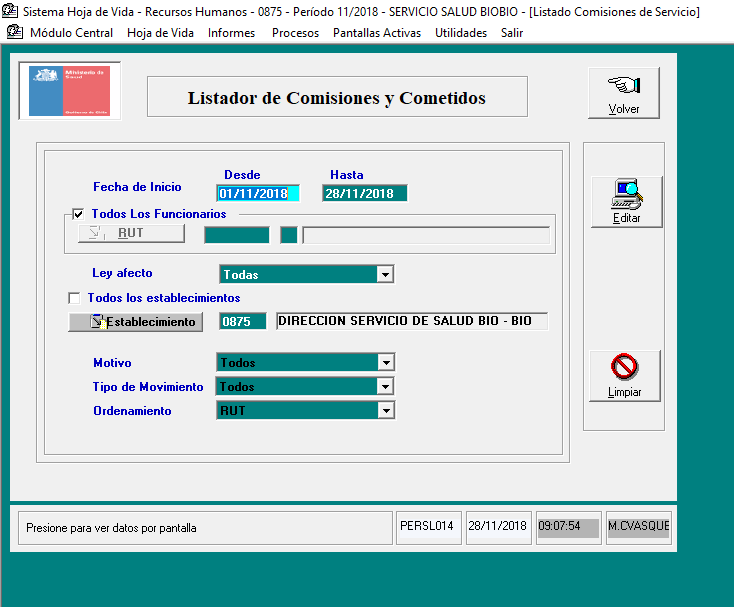 Sistema Hoja de Vida - Recursos Humanos - 0875 - Período 11/2018 - SERVICIO SALUD BIOBIO - [Listado Comisiones de Servicio]
Módulo Central Hoja de Vida Informes Procesos Pantallas Activas Utilidades Salir
Ministerio de
Salud
Gobierno de Chile
Listador de Comisiones y Cometidos
Volver
Desde Hasta
Fecha de Inicio 01/11/2018 28/11/2018
Todos Los Funcionarios
RUT
Editar
Ley afecto Todas
Todos los establecimientos
Establecimiento 0875 DIRECCION SERVICIO DE SALUD BIO - BIO
Motivo Todos
Tipo de Movimiento Todos
Ordenamiento RUT
Limpiar
Presione para ver datos por pantalla PERSL014 28/11/2018 09:07:54 M.CVASQUE